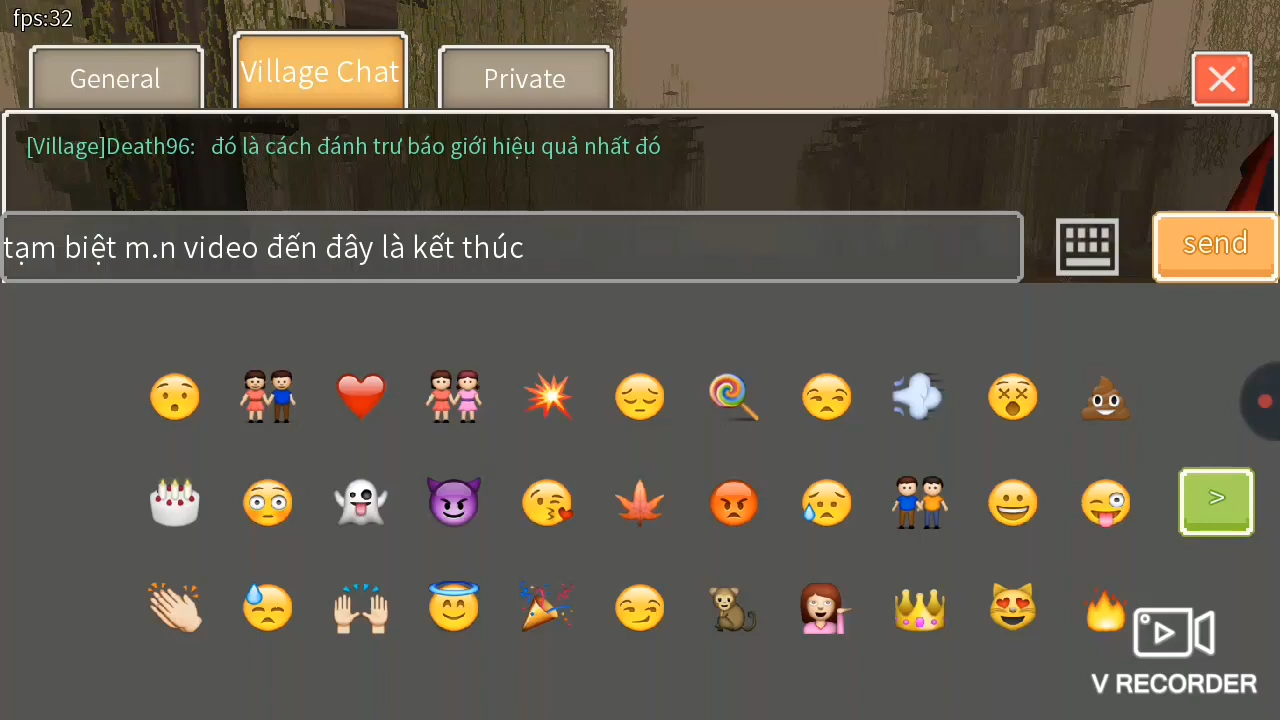 fps:32
General
Village Chat
Private
[Village]Death96: đó là cách đánh trư báo giới hiệu quả nhất đó
tạm biệt m.n video đến đây là kết thúc
send
>
V RECORDER